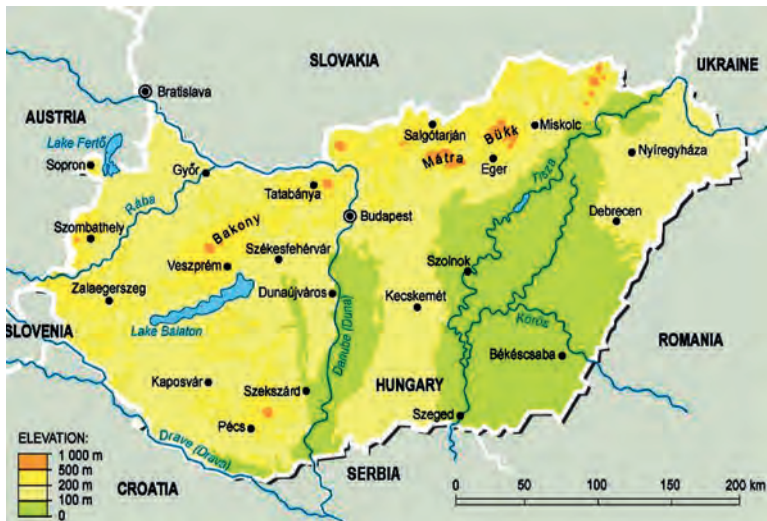 SLOVAKIA
UKRAINE
Bratislava
AUSTRIA
Lake Fertő
Salgótarján
Bükk
Miskolc
Sopron
Mátra
Eger
Nyíregyháza
Győr
Tisza
Tatabánya
Rába
Budapest
Debrecen
Szombathely
Bakony
Székesfehérvár
Veszprém
Szolnok
Zalaegerszeg
Dunaújváros
Kecskemét
SLOVENIA
Lake Balaton
Danube (Duna)
Körös
ROMANIA
Békéscsaba
Kaposvár
Szekszárd
HUNGARY
Szeged
Pécs
ELEVATION:
1 000 m
500 m
200 m
100 m
0
Drave (Drava)
CROATIA
SERBIA
0 50 100 150 200 km